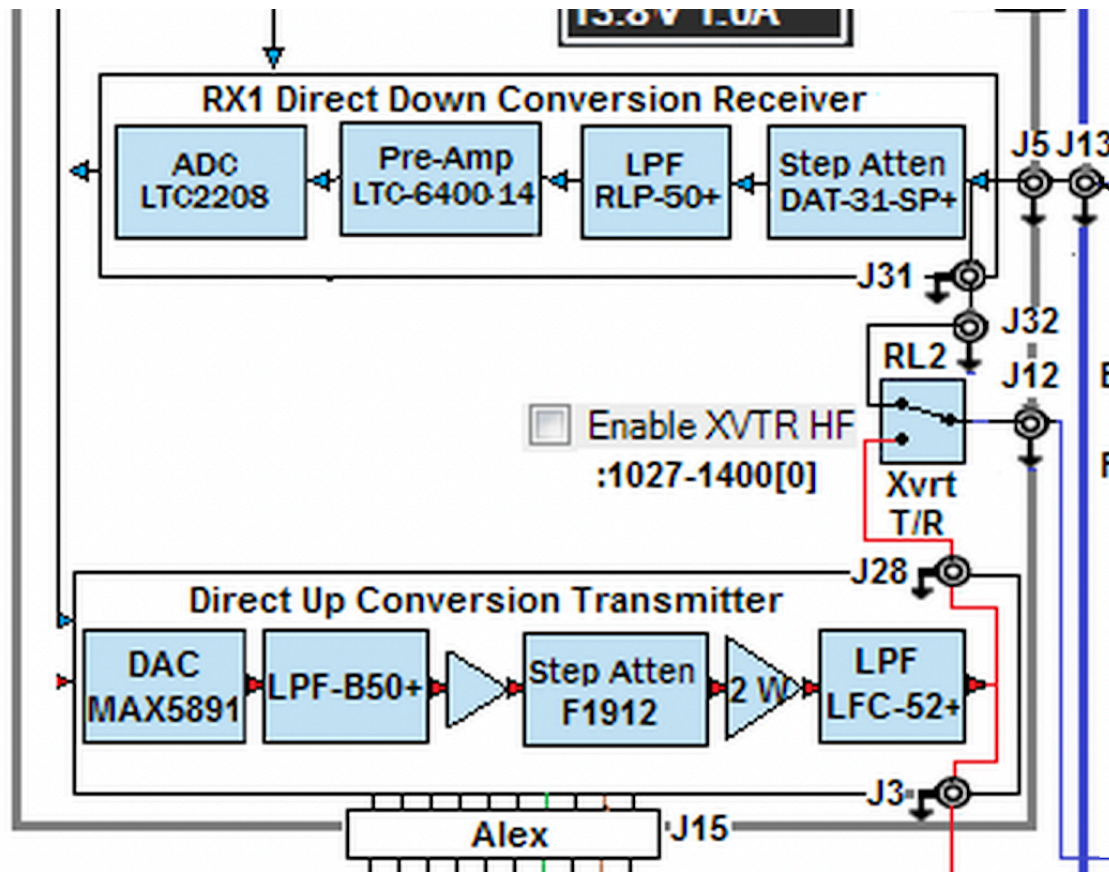 13.8V 1.0A
RX1 Direct Down Conversion Receiver
ADC
LTC2208
Pre-Amp
LTC-6400-14
LPF
RLP-50+
Step Atten
DAT-31-SP+
J5
J13
J31
J32
RL2
J12
Enable XVTR HF
:1027-1400[0]
Xvrt
T/R
J28
Direct Up Conversion Transmitter
DAC
MAX5891
LPF-B50+
Step Atten
F1912
2 W
LPF
LFC-52+
J3
Alex
J15